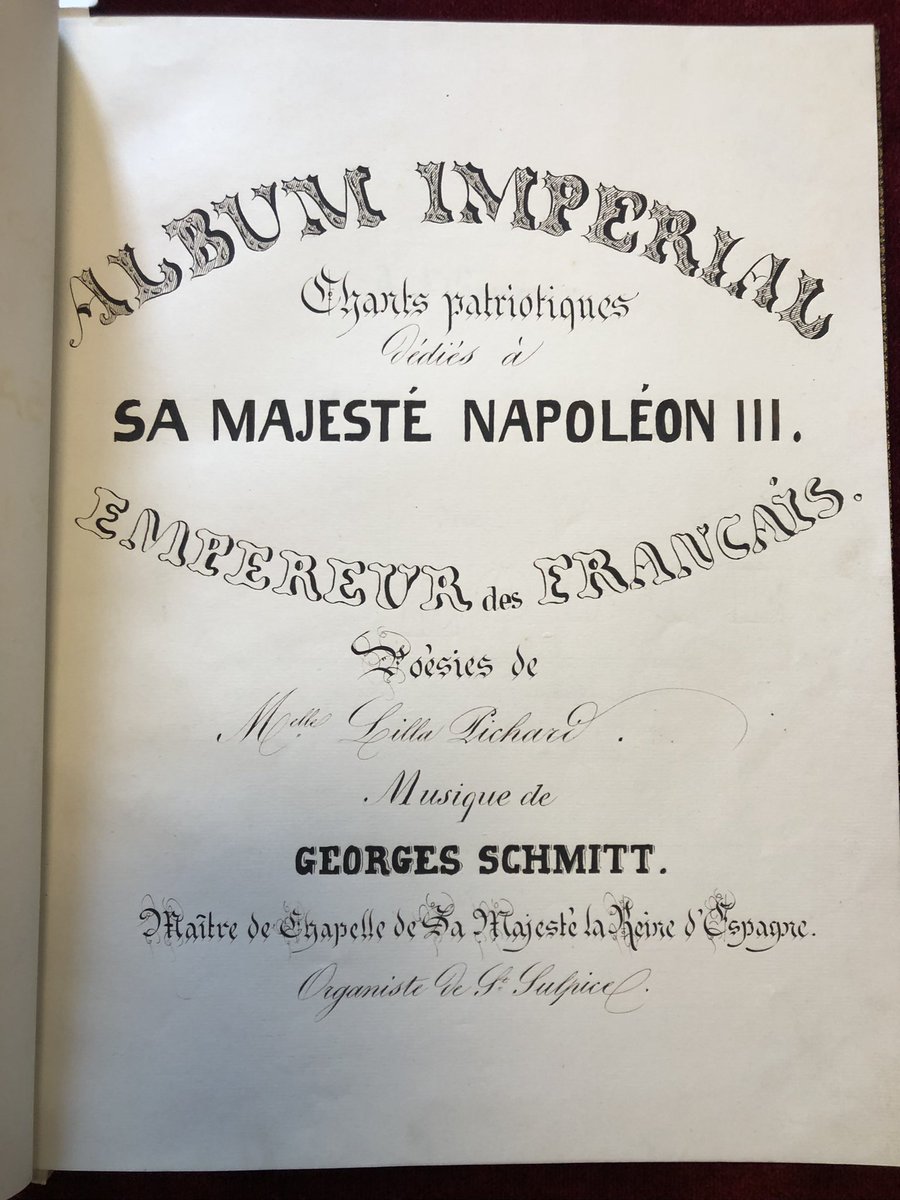 ALBUM IMPERIAL
Chants patriotiques
dédiés à
SA MAJESTÉ NAPOLÉON III.
EMPEREUR des FRANÇAIS.
Poësies de
Melle. Lilla Pichard.
Musique de
GEORGES SCHMITT.
Maître de Chapelle de Sa Majesté la Reine d'Espagne.
Organiste de St. Sulpice.